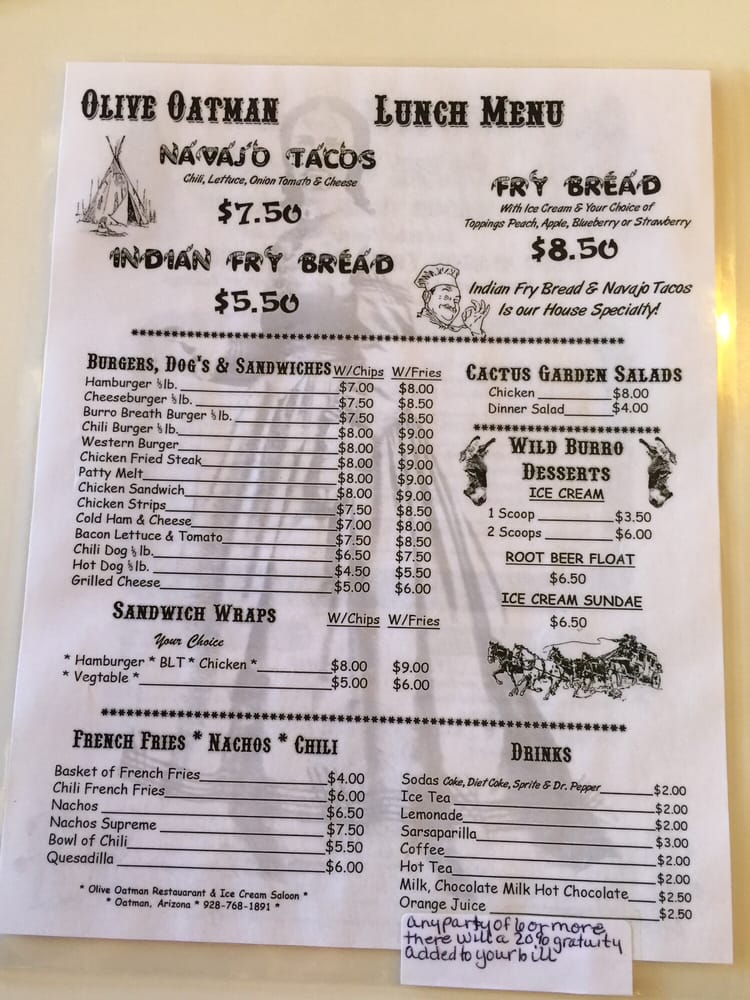 OLIVE OATMAN LUNCH MENU
NAVAJO TACOS
Chili, Lettuce, Onion Tomato & Cheese
$7.50
INDIAN FRY BREAD
$5.50
FRY BREAD
With Ice Cream & Your Choice of
Toppings Peach, Apple, Blueberry or Strawberry
$8.50
Indian Fry Bread & Navajo Tacos
Is our House Specialty!
BURGERS, DOG'S & SANDWICHES W/Chips W/Fries
Hamburger ⅓lb. $7.00 $8.00
Cheeseburger ⅓lb. $7.50 $8.50
Burro Breath Burger ⅓lb. $7.50 $8.50
Chili Burger ⅓lb. $8.00 $9.00
Western Burger $8.00 $9.00
Chicken Fried Steak $8.00 $9.00
Patty Melt $8.00 $9.00
Chicken Sandwich $8.00 $9.00
Chicken Strips $7.50 $8.50
Cold Ham & Cheese $7.00 $8.00
Bacon Lettuce & Tomato $7.50 $8.50
Chili Dog ⅓lb. $6.50 $7.50
Hot Dog ⅓lb. $4.50 $5.50
Grilled Cheese $5.00 $6.00
SANDWICH WRAPS W/Chips W/Fries
Your Choice
* Hamburger * BLT * Chicken * $8.00 $9.00
* Vegtable * $5.00 $6.00
CACTUS GARDEN SALADS
Chicken $8.00
Dinner Salad $4.00
WILD BURRO
DESSERTS
ICE CREAM
1 Scoop $3.50
2 Scoops $6.00
ROOT BEER FLOAT
$6.50
ICE CREAM SUNDAE
$6.50
FRENCH FRIES * NACHOS * CHILI
Basket of French Fries $4.00
Chili French Fries $6.00
Nachos $6.50
Nachos Supreme $7.50
Bowl of Chili $5.50
Quesadilla $6.00
* Olive Oatman Restauarant & Ice Cream Saloon *
* Oatman, Arizona * 928-768-1891 *
DRINKS
Sodas Coke, Diet Coke, Sprite & Dr. Pepper $2.00
Ice Tea $2.00
Lemonade $2.00
Sarsaparilla $3.00
Coffee $2.00
Hot Tea $2.00
Milk, Chocolate Milk Hot Chocolate $2.50
Orange Juice $2.50
any party of 6 or more
there will a 20% gratuity
added to your bill